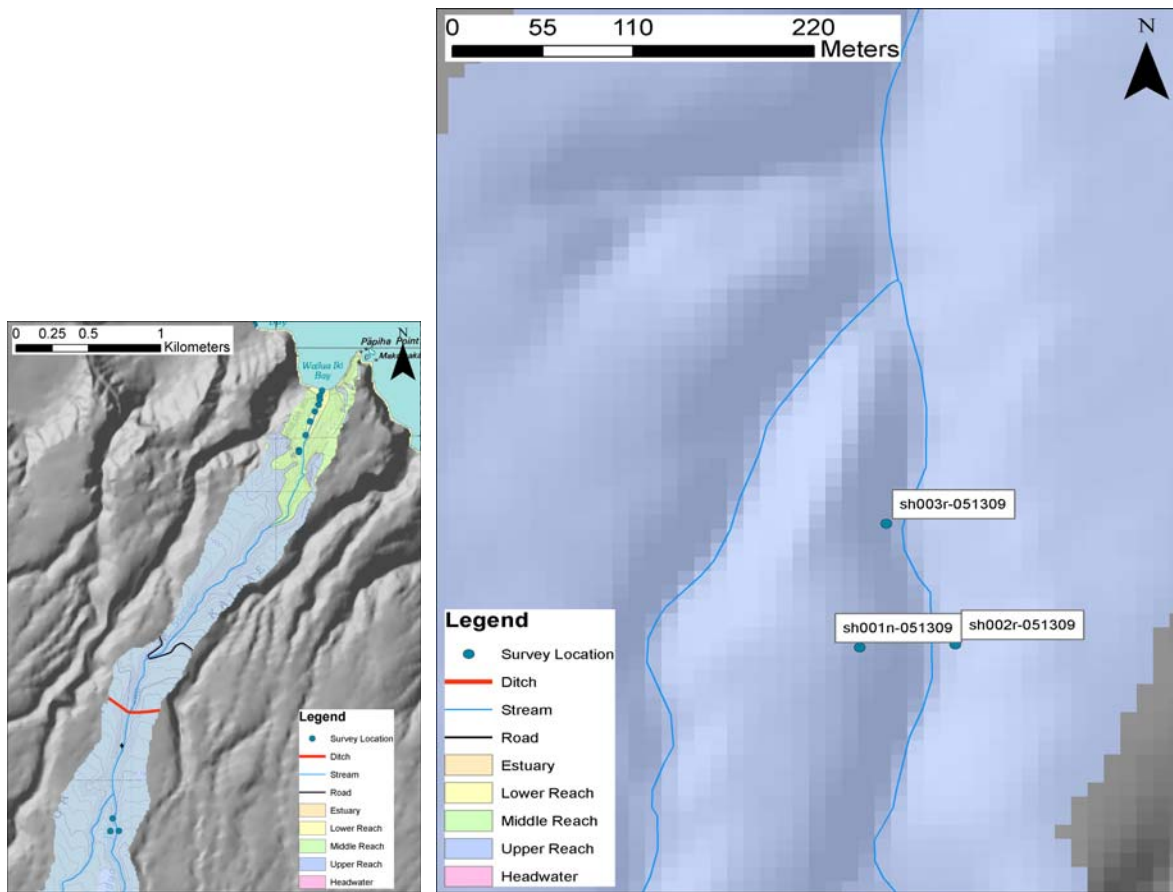 0 0.25 0.5 1
Kilometers
N
Pāpiha Point
Wailua Iki
Bay
Legend
Survey Location
Ditch
Stream
Road
Estuary
Lower Reach
Middle Reach
Upper Reach
Headwater
0 55 110 220
Meters
N
sh003r-051309
sh001n-051309
sh002r-051309
Legend
Survey Location
Ditch
Stream
Road
Estuary
Lower Reach
Middle Reach
Upper Reach
Headwater